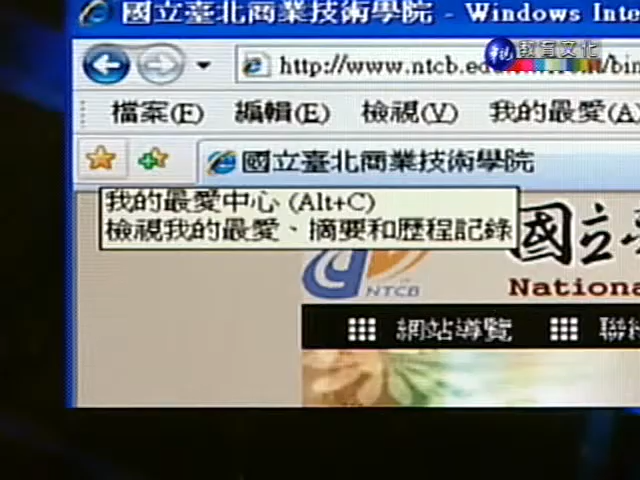 國立臺北商業技術學院 - Windows Inte
華視 教育文化
http://www.ntcb.ed
檔案(F) 編輯(E) 檢視(V) 我的最愛(A)
國立臺北商業技術學院
我的最愛中心 (Alt+C)
檢視我的最愛、摘要和歷程記錄
國立
NTCB
Nationa
網站導覽 聯